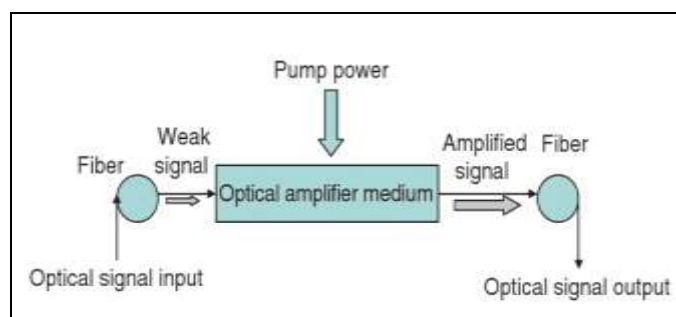 Pump power
Weak
signal
Fiber
Amplified
signal
Fiber
Optical amplifier medium
Optical signal input
Optical signal output